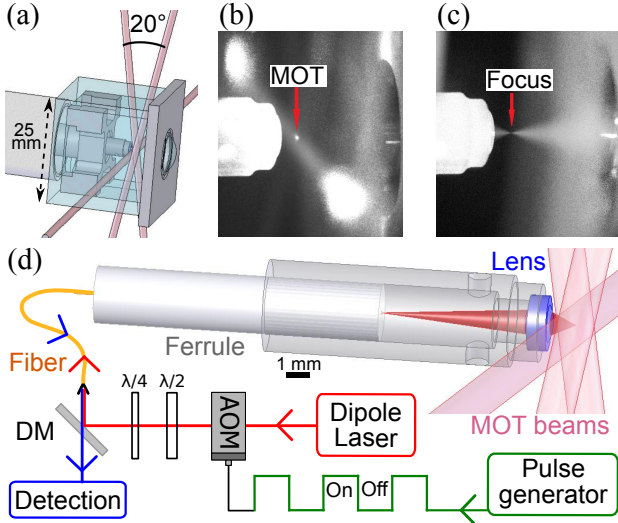 (a)
20°
25
mm
(b)
MOT
(c)
Focus
(d)
Lens
Fiber
Ferrule
1 mm
MOT beams
λ/4
λ/2
AOM
Dipole
Laser
DM
Detection
On
Off
Pulse
generator